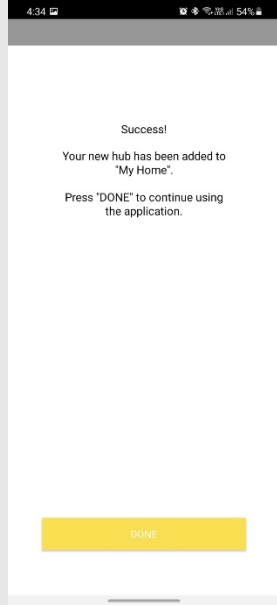 4:34
54%
Success!
Your new hub has been added to
"My Home".
Press "DONE" to continue using
the application.
DONE